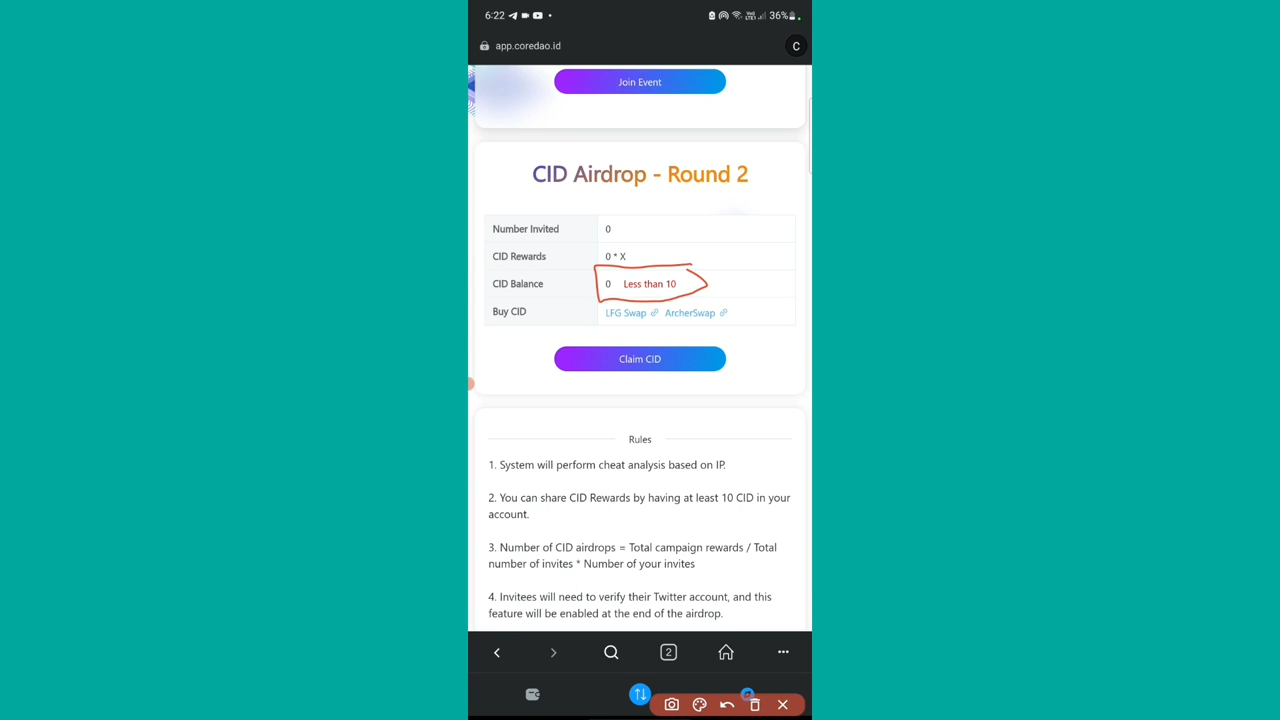 6:22
36%
app.coredao.id
C
Join Event
CID Airdrop - Round 2
Number Invited 0
CID Rewards 0 * X
CID Balance 0 Less than 10
Buy CID LFG Swap ArcherSwap
Claim CID
Rules
1. System will perform cheat analysis based on IP.
2. You can share CID Rewards by having at least 10 CID in your
account.
3. Number of CID airdrops = Total campaign rewards / Total
number of invites * Number of your invites
4. Invitees will need to verify their Twitter account, and this
feature will be enabled at the end of the airdrop.
2